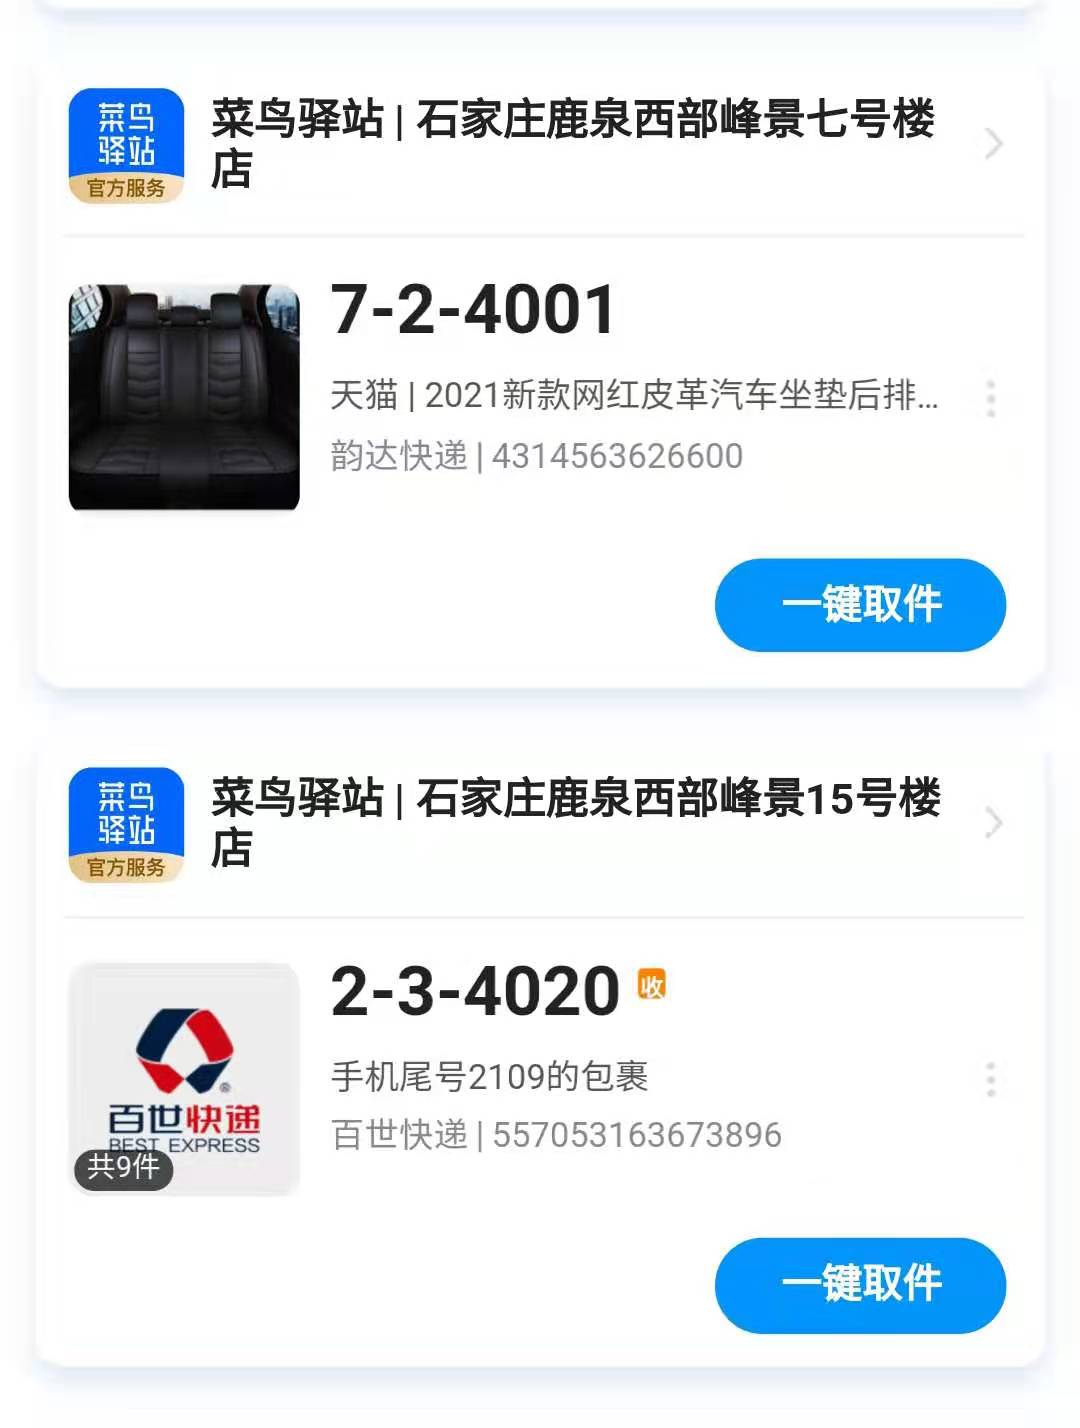 菜鸟
驿站
官方服务
菜鸟驿站 | 石家庄鹿泉西部峰景七号楼
店
7-2-4001
天猫 | 2021新款网红皮革汽车坐垫后排...
韵达快递 | 4314563626600
一键取件
菜鸟
驿站
官方服务
菜鸟驿站 | 石家庄鹿泉西部峰景15号楼
店
2-3-4020 收
手机尾号2109的包裹
百世快递 | 557053163673896
百世快递
BEST EXPRESS
共9件
一键取件